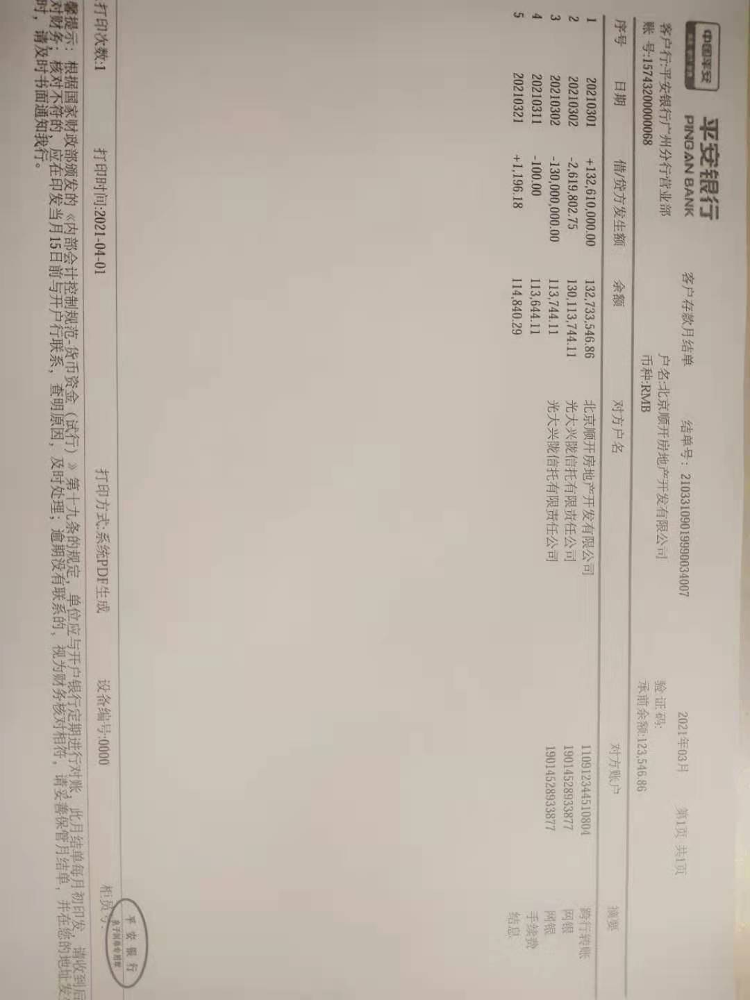 中国平安
平安银行
PING AN BANK
客户存款月结单 结单号：2103310901999003​4007 2021年03月 第1页 共1页
客户行:平安银行广州分行营业部 户名:北京顺开房地产开发有限公司 验证码:
账 号:15743200000068 币种:RMB 承前余额:123,546.86
序号 日期 借/贷方发生额 余额 对方户名 对方账户 摘要
1 20210301 +132,610,000.00 132,733,546.86 北京顺开房地产开发有限公司 110912344510804 跨行转账
2 20210302 -2,619,802.75 130,113,744.11 光大兴陇信托有限责任公司 19014528933877 网银
3 20210302 -130,000,000.00 113,744.11 光大兴陇信托有限责任公司 19014528933877 网银
4 20210311 -100.00 113,644.11 手续费
5 20210321 +1,196.18 114,840.29 结息
打印次数:1 打印时间:2021-04-01 打印方式:系统PDF生成 设备编号:0000 柜员号:
馨提示：根据国家财政部颁发的《内部会计控制规范-货币资金（试行）》第十九条的规定，单位应与开户银行定期进行对账，此月结单每月初印发，请收到后
对财务；核对不符的，应在印发当月15日前与开户行联系，查明原因，及时处理；逾期没有联系的，视为财务核对相符，请妥善保管月结单，并在您的地址发
时，请及时书面通知我行。
平安银行